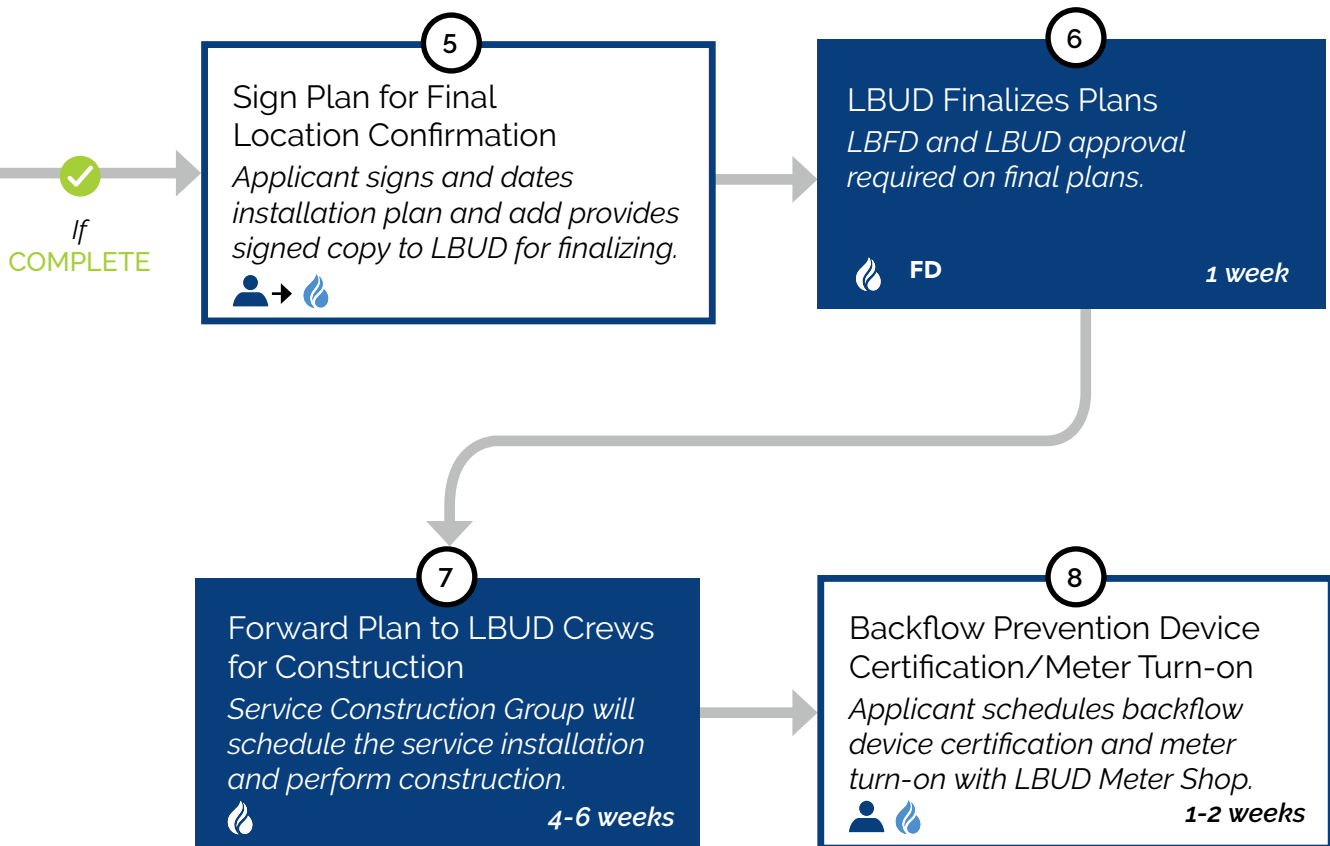 If
COMPLETE
5
Sign Plan for Final
Location Confirmation
Applicant signs and dates
installation plan and add provides
signed copy to LBUD for finalizing.
6
LBUD Finalizes Plans
LBFD and LBUD approval
required on final plans.
FD
1 week
7
Forward Plan to LBUD Crews
for Construction
Service Construction Group will
schedule the service installation
and perform construction.
4-6 weeks
8
Backflow Prevention Device
Certification/Meter Turn-on
Applicant schedules backflow
device certification and meter
turn-on with LBUD Meter Shop.
1-2 weeks